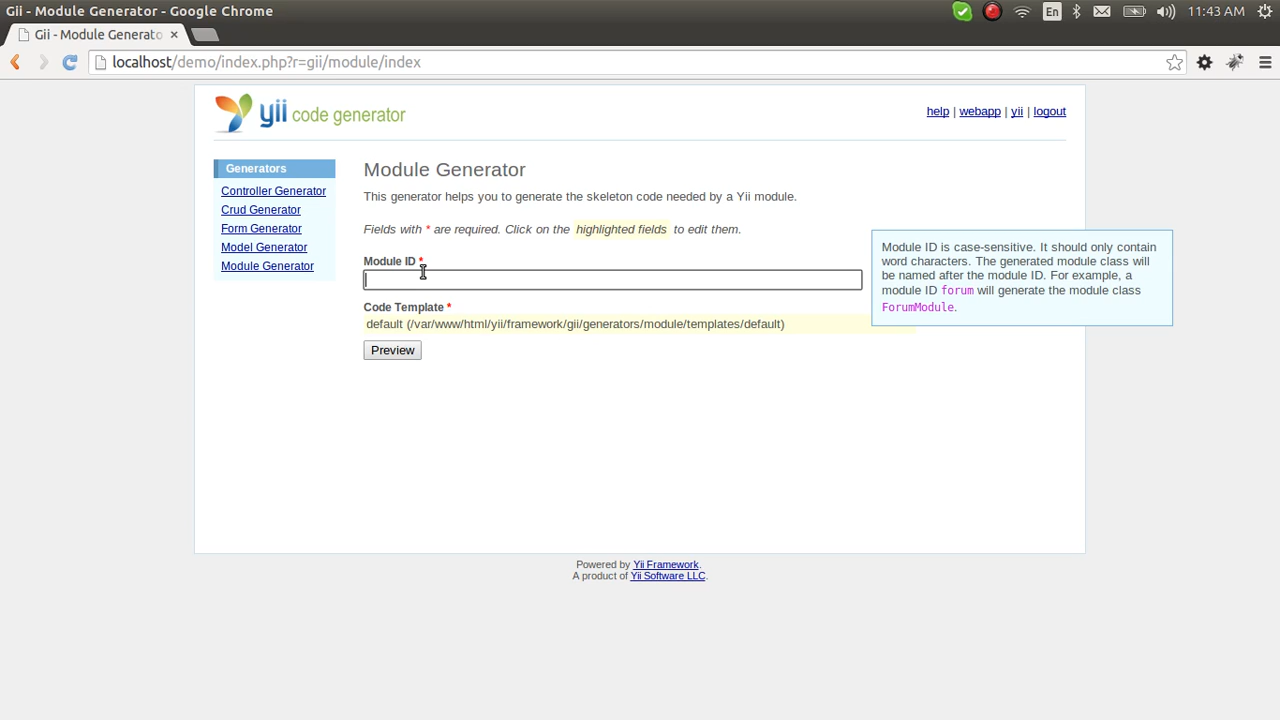 Gii - Module Generator - Google Chrome
En
11:43 AM
Gii - Module Generato
localhost/demo/index.php?r=gii/module/index
yii code generator
help | webapp | yii | logout
Generators
Controller Generator
Crud Generator
Form Generator
Model Generator
Module Generator
Module Generator
This generator helps you to generate the skeleton code needed by a Yii module.
Fields with * are required. Click on the highlighted fields to edit them.
Module ID *
Code Template *
default (/var/www/html/yii/framework/gii/generators/module/templates/default)
Preview
Module ID is case-sensitive. It should only contain
word characters. The generated module class will
be named after the module ID. For example, a
module ID forum will generate the module class
ForumModule.
Powered by Yii Framework.
A product of Yii Software LLC.